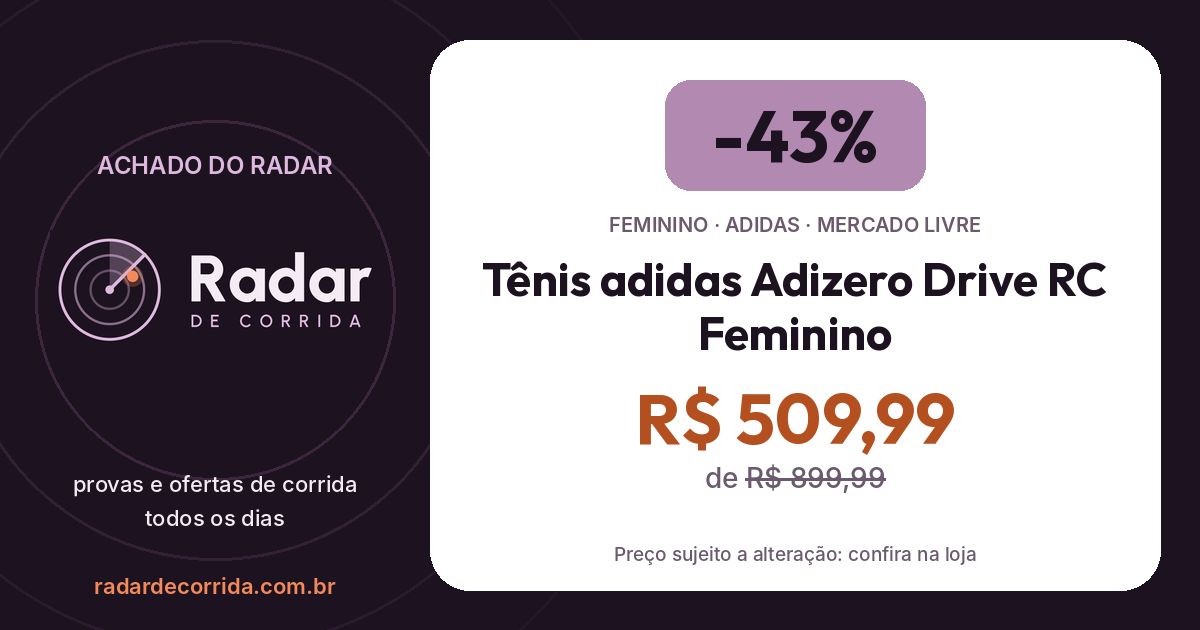 ACHADO DO RADAR
Radar
DE CORRIDA
provas e ofertas de corrida
todos os dias
radardecorrida.com.br
-43%
FEMININO · ADIDAS · MERCADO LIVRE
Tênis adidas Adizero Drive RC
Feminino
R$ 509,99
de R$ 899,99
Preço sujeito a alteração: confira na loja